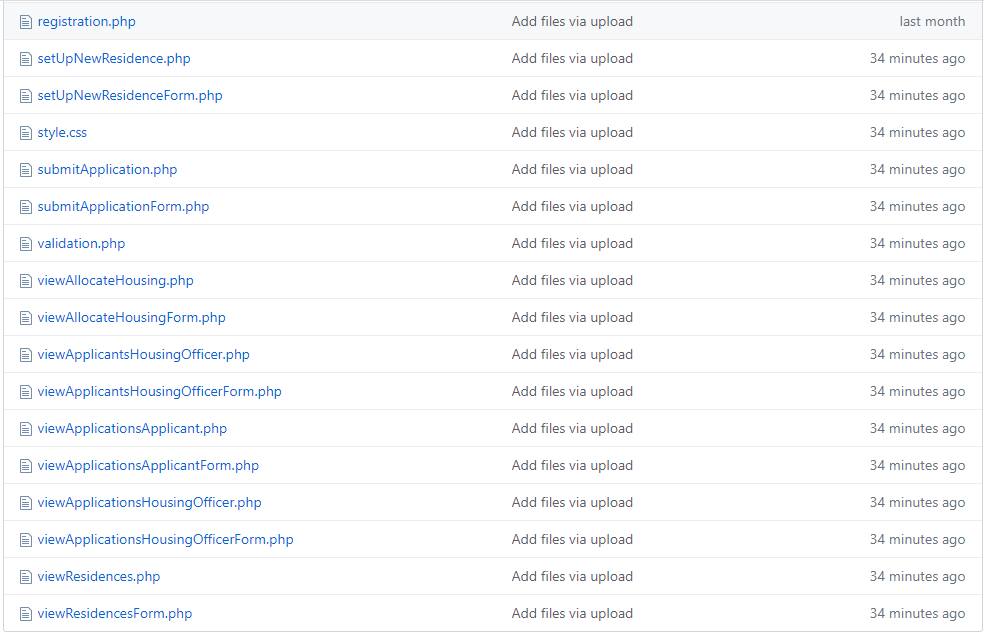 registration.php Add files via upload last month
setUpNewResidence.php Add files via upload 34 minutes ago
setUpNewResidenceForm.php Add files via upload 34 minutes ago
style.css Add files via upload 34 minutes ago
submitApplication.php Add files via upload 34 minutes ago
submitApplicationForm.php Add files via upload 34 minutes ago
validation.php Add files via upload 34 minutes ago
viewAllocateHousing.php Add files via upload 34 minutes ago
viewAllocateHousingForm.php Add files via upload 34 minutes ago
viewApplicantsHousingOfficer.php Add files via upload 34 minutes ago
viewApplicantsHousingOfficerForm.php Add files via upload 34 minutes ago
viewApplicationsApplicant.php Add files via upload 34 minutes ago
viewApplicationsApplicantForm.php Add files via upload 34 minutes ago
viewApplicationsHousingOfficer.php Add files via upload 34 minutes ago
viewApplicationsHousingOfficerForm.php Add files via upload 34 minutes ago
viewResidences.php Add files via upload 34 minutes ago
viewResidencesForm.php Add files via upload 34 minutes ago